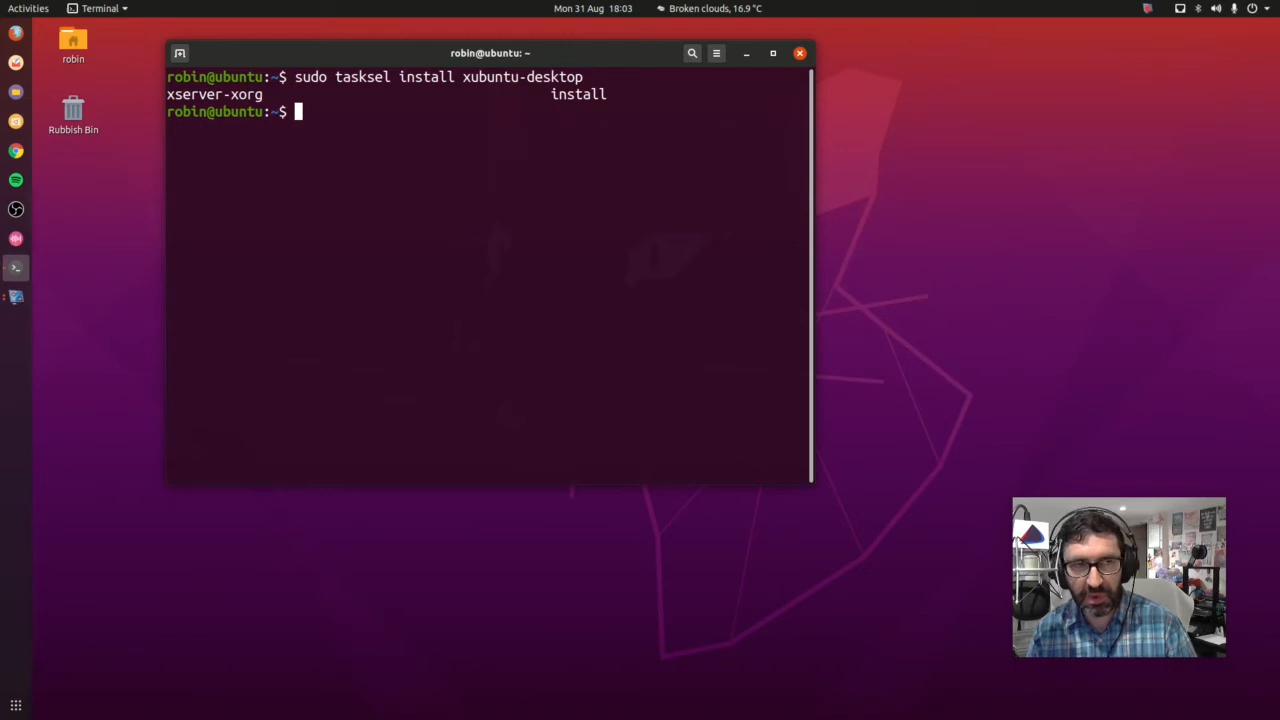 Activities
Terminal
Mon 31 Aug 18:03
Broken clouds, 16.9 °C
robin
Rubbish Bin
robin@ubuntu: ~
robin@ubuntu:~$ sudo tasksel install xubuntu-desktop
xserver-xorg install
robin@ubuntu:~$